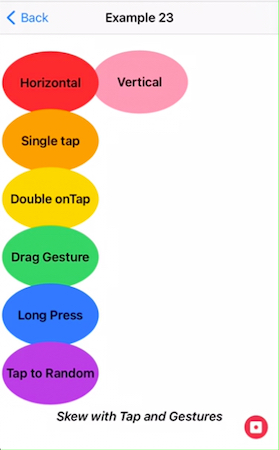 Back
Example 23
Horizontal
Vertical
Single tap
Double onTap
Drag Gesture
Long Press
Tap to Random
Skew with Tap and Gestures